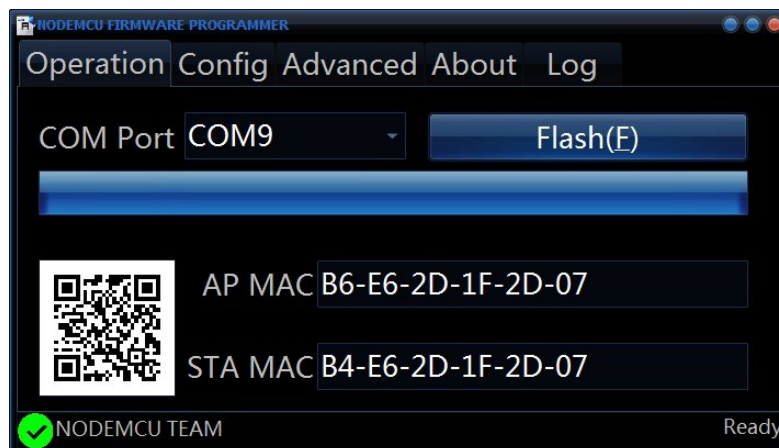 NODEMCU FIRMWARE PROGRAMMER
Operation Config Advanced About Log
COM Port COM9 Flash(F)
AP MAC B6-E6-2D-1F-2D-07
STA MAC B4-E6-2D-1F-2D-07
NODEMCU TEAM Ready